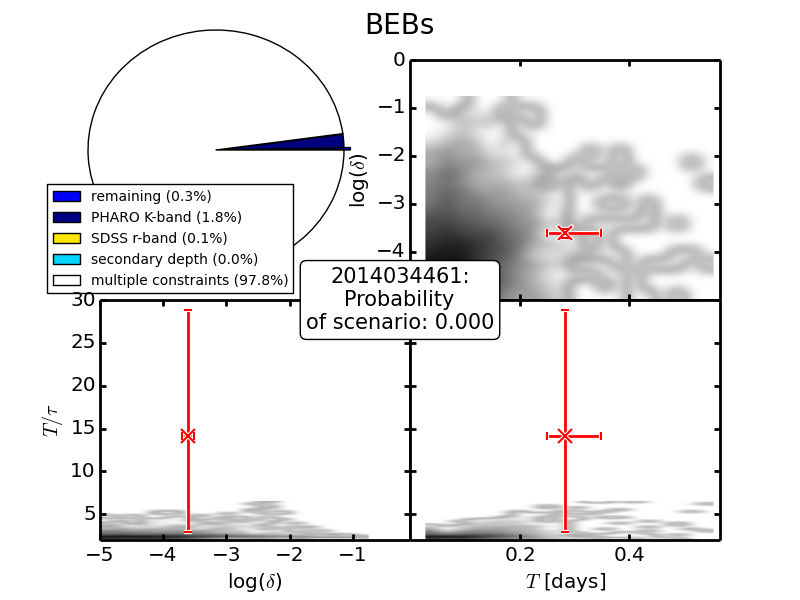 BEBs
remaining (0.3%)
PHARO K-band (1.8%)
SDSS r-band (0.1%)
secondary depth (0.0%)
multiple constraints (97.8%)
0
−1
−2
−3
−4
log(δ)
2014034461:
Probability
of scenario: 0.000
30
25
20
15
10
5
T/τ
−5 −4 −3 −2 −1
log(δ)
0.2 0.4
T [days]